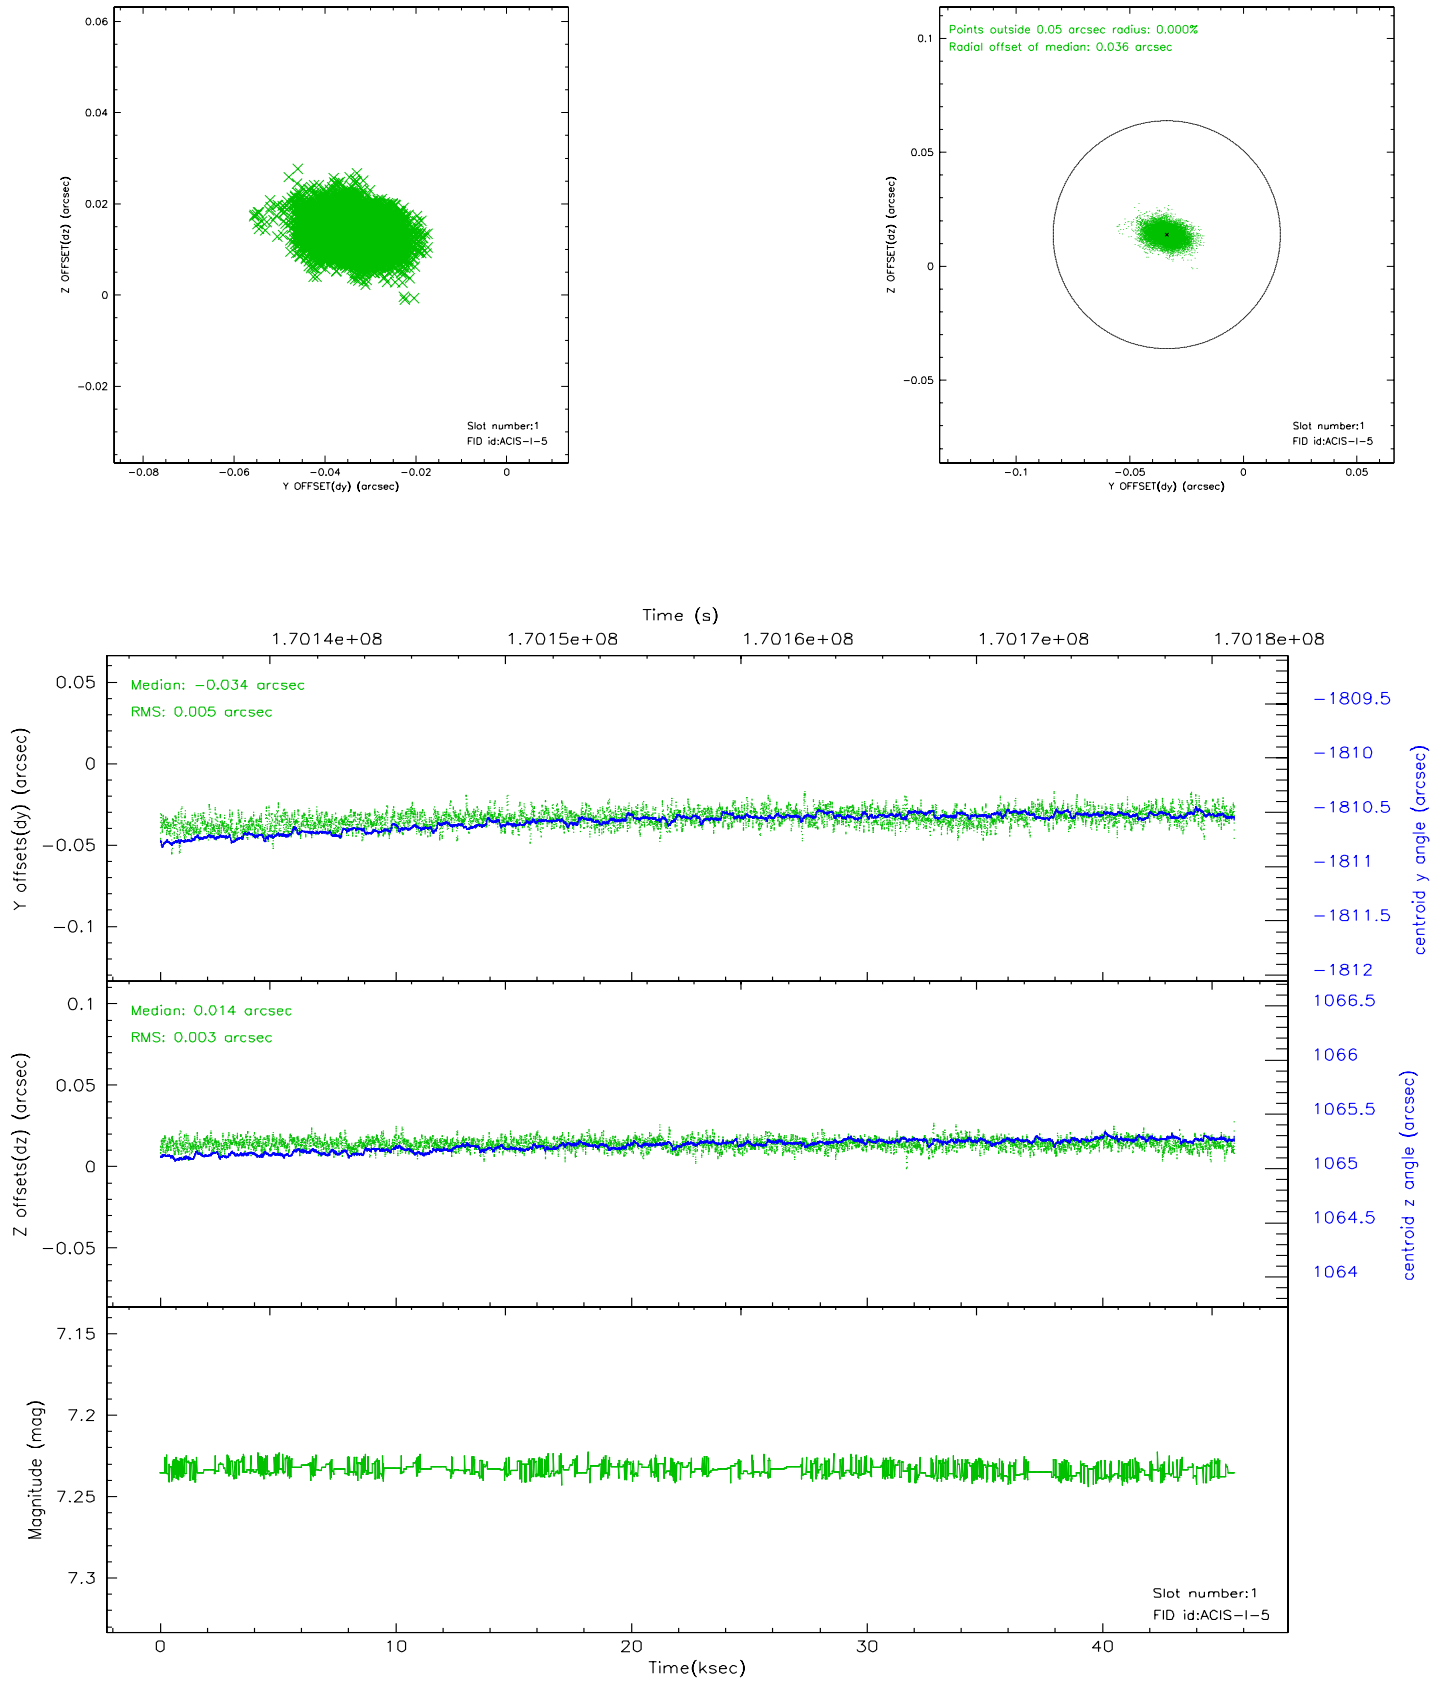 0.06
0.04
0.02
0
−0.02
Z OFFSET(dz) (arcsec)
Slot number:1
FID id:ACIS−I−5
−0.08 −0.06 −0.04 −0.02 0
Y OFFSET(dy) (arcsec)
Points outside 0.05 arcsec radius: 0.000%
Radial offset of median: 0.036 arcsec
0.1
0.05
0
−0.05
Z OFFSET(dz) (arcsec)
Slot number:1
FID id:ACIS−I−5
−0.1 −0.05 0 0.05
Y OFFSET(dy) (arcsec)
Time (s)
1.7014e+08 1.7015e+08 1.7016e+08 1.7017e+08 1.7018e+08
Median: −0.034 arcsec
RMS: 0.005 arcsec
0.05
0
−0.05
−0.1
Y offsets(dy) (arcsec)
−1809.5
−1810
−1810.5
−1811
−1811.5
−1812
centroid y angle (arcsec)
Median: 0.014 arcsec
RMS: 0.003 arcsec
0.1
0.05
0
−0.05
Z offsets(dz) (arcsec)
1066.5
1066
1065.5
1065
1064.5
1064
centroid z angle (arcsec)
7.15
7.2
7.25
7.3
Magnitude (mag)
Slot number:1
FID id:ACIS−I−5
0 10 20 30 40
Time(ksec)